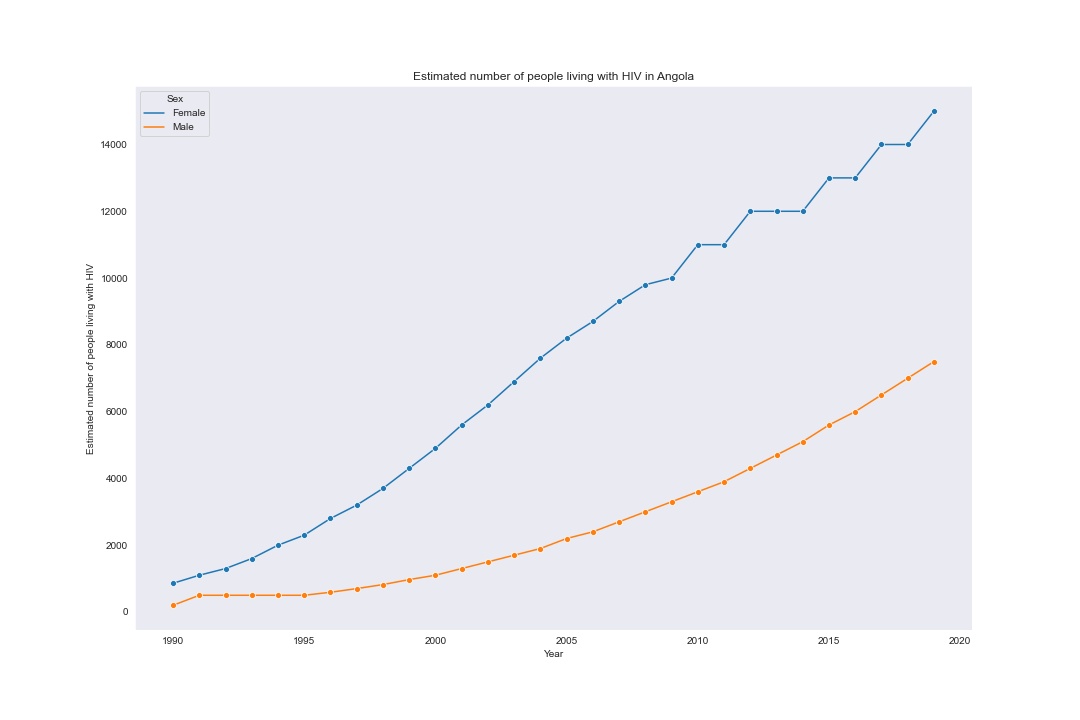 Estimated number of people living with HIV in Angola
Sex
Female
Male
Estimated number of people living with HIV
14000
12000
10000
8000
6000
4000
2000
0
1990 1995 2000 2005 2010 2015 2020
Year